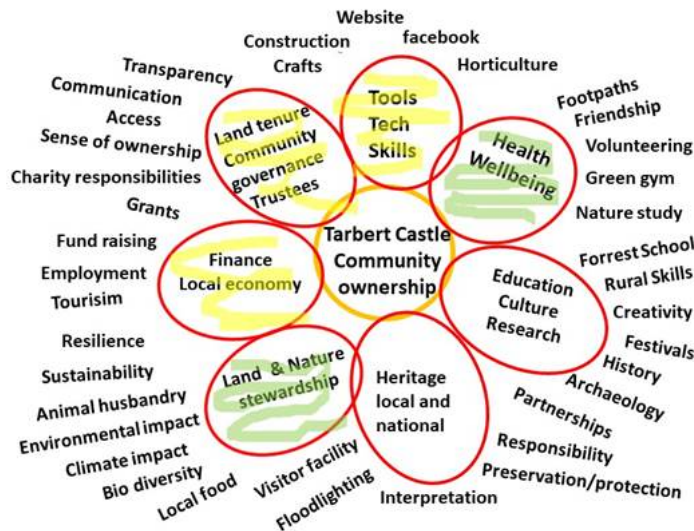 Website
facebook
Construction
Crafts
Horticulture
Transparency
Communication
Access
Sense of ownership
Charity responsibilities
Grants
Land tenure
Community
governance
Trustees
Tools
Tech
Skills
Health
Wellbeing
Footpaths
Friendship
Volunteering
Green gym
Nature study
Tarbert Castle
Community
ownership
Fund raising
Employment
Tourisim
Finance
Local economy
Education
Culture
Research
Forrest School
Rural Skills
Creativity
Festivals
History
Archaeology
Resilience
Sustainability
Animal husbandry
Environmental impact
Climate impact
Bio diversity
Local food
Land & Nature
stewardship
Heritage
local and
national
Visitor facility
Floodlighting
Interpretation
Partnerships
Responsibility
Preservation/protection